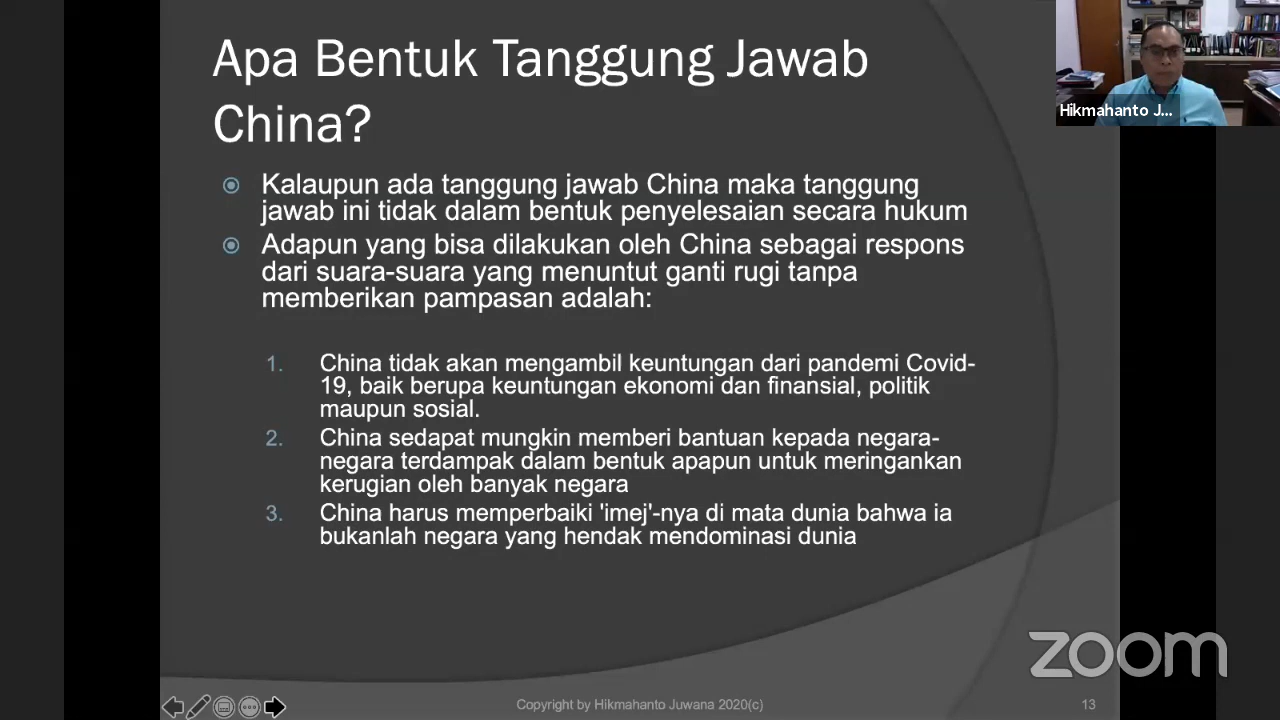 Apa Bentuk Tanggung Jawab
China?
Hikmahanto J...
Kalaupun ada tanggung jawab China maka tanggung
jawab ini tidak dalam bentuk penyelesaian secara hukum
Adapun yang bisa dilakukan oleh China sebagai respons
dari suara-suara yang menuntut ganti rugi tanpa
memberikan pampasan adalah:
1. China tidak akan mengambil keuntungan dari pandemi Covid-
19, baik berupa keuntungan ekonomi dan finansial, politik
maupun sosial.
2. China sedapat mungkin memberi bantuan kepada negara-
negara terdampak dalam bentuk apapun untuk meringankan
kerugian oleh banyak negara
3. China harus memperbaiki 'imej'-nya di mata dunia bahwa ia
bukanlah negara yang hendak mendominasi dunia
zoom
Copyright by Hikmahanto Juwana 2020(c)
13